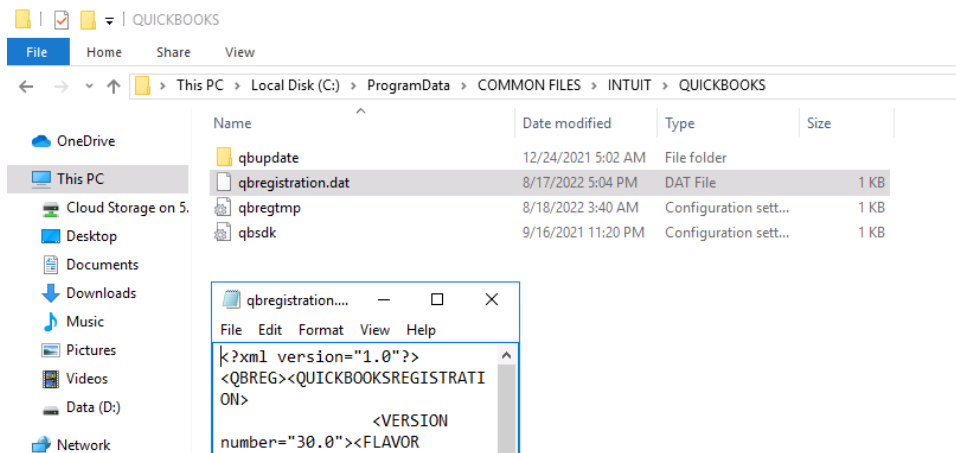 QUICKBOOKS
File Home Share View
This PC > Local Disk (C:) > ProgramData > COMMON FILES > INTUIT > QUICKBOOKS
Name Date modified Type Size
OneDrive
qbupdate 12/24/2021 5:02 AM File folder
This PC
qbregistration.dat 8/17/2022 5:04 PM DAT File 1 KB
Cloud Storage on 5.
qbregtmp 8/18/2022 3:40 AM Configuration sett... 1 KB
Desktop
qbsdk 9/16/2021 11:20 PM Configuration sett... 1 KB
Documents
Downloads
Music
Pictures
Videos
Data (D:)
Network
qbregistration....
File Edit Format View Help
<?xml version="1.0"?>
<QBREG><QUICKBOOKSREGISTRATI
ON>
<VERSION
number="30.0"><FLAVOR